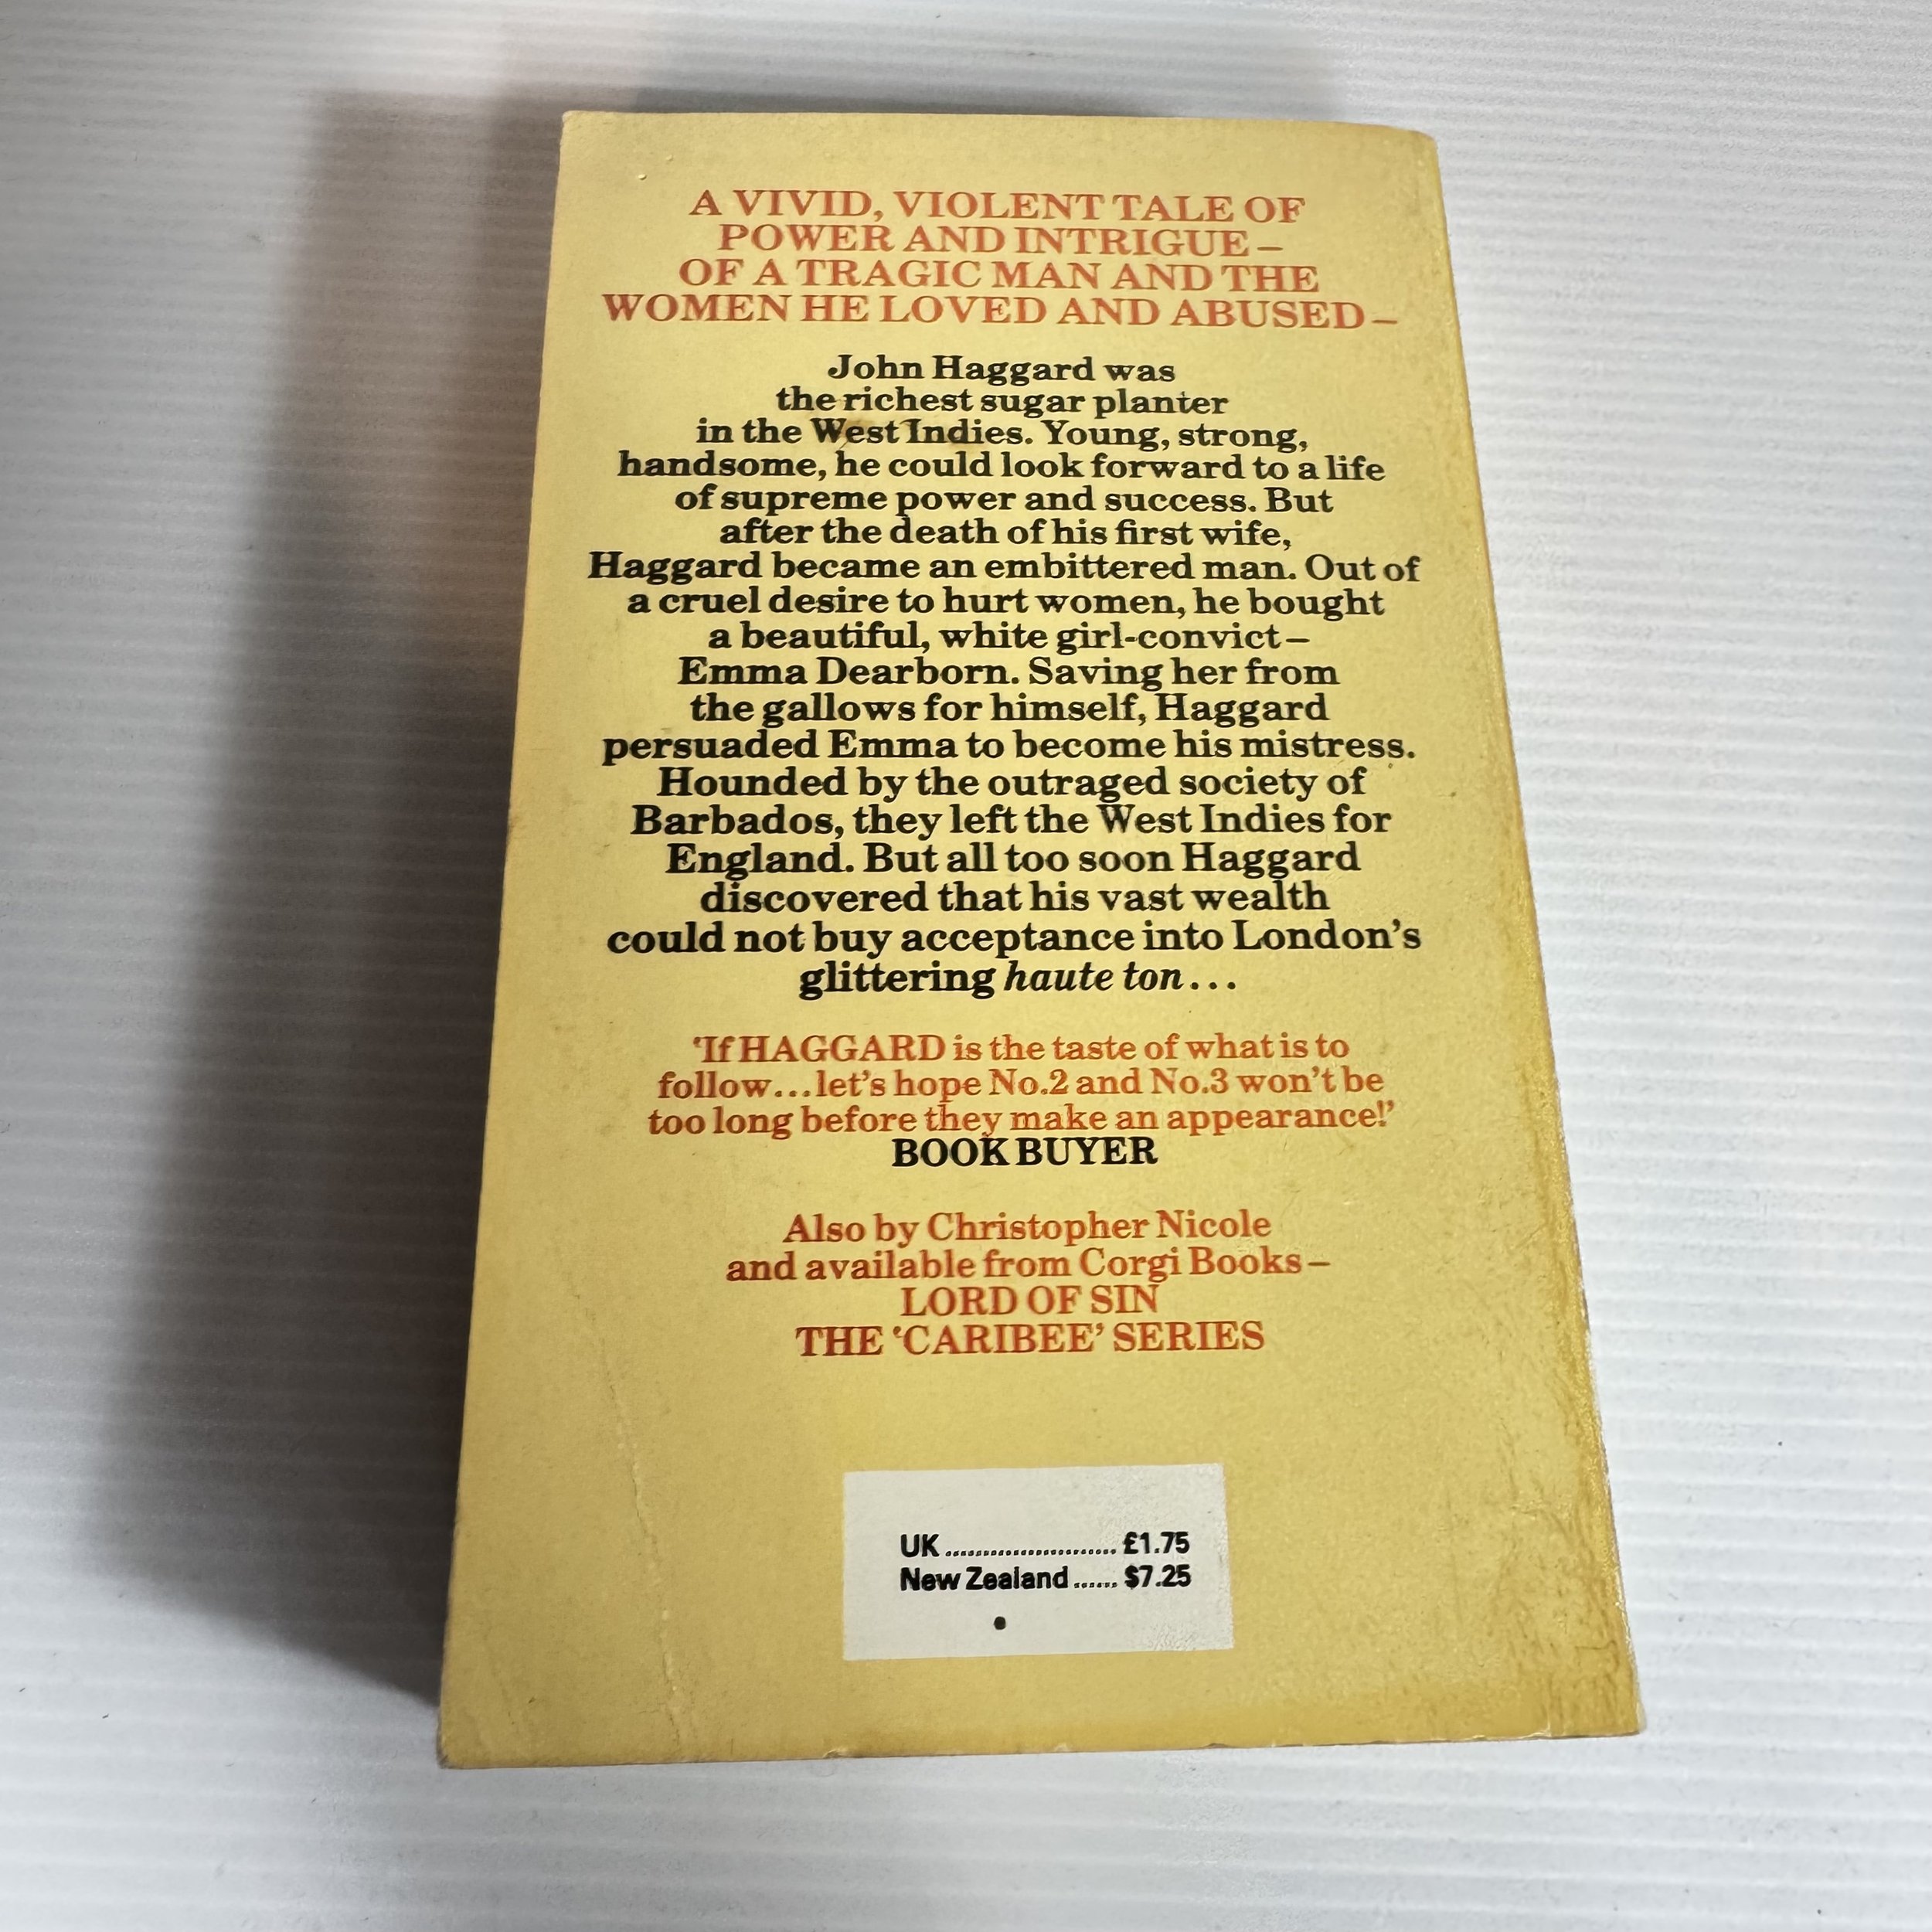 A VIVID, VIOLENT TALE OF
POWER AND INTRIGUE –
OF A TRAGIC MAN AND THE
WOMEN HE LOVED AND ABUSED –
John Haggard was
the richest sugar planter
in the West Indies. Young, strong,
handsome, he could look forward to a life
of supreme power and success. But
after the death of his first wife,
Haggard became an embittered man. Out of
a cruel desire to hurt women, he bought
a beautiful, white girl-convict –
Emma Dearborn. Saving her from
the gallows for himself, Haggard
persuaded Emma to become his mistress.
Hounded by the outraged society of
Barbados, they left the West Indies for
England. But all too soon Haggard
discovered that his vast wealth
could not buy acceptance into London's
glittering haute ton...
'If HAGGARD is the taste of what is to
follow...let's hope No.2 and No.3 won't be
too long before they make an appearance!'
BOOK BUYER
Also by Christopher Nicole
and available from Corgi Books –
LORD OF SIN
THE 'CARIBEE' SERIES
UK ........................ £1.75
New Zealand ...... $7.25